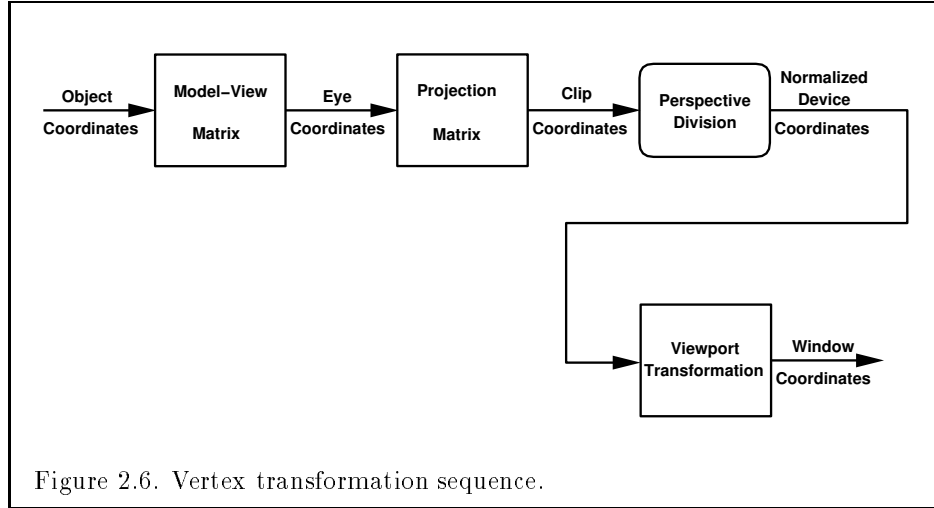 Object
Coordinates
Model−View
Matrix
Eye
Coordinates
Projection
Matrix
Clip
Coordinates
Perspective
Division
Normalized
Device
Coordinates
Viewport
Transformation
Window
Coordinates
Figure 2.6. Vertex transformation sequence.